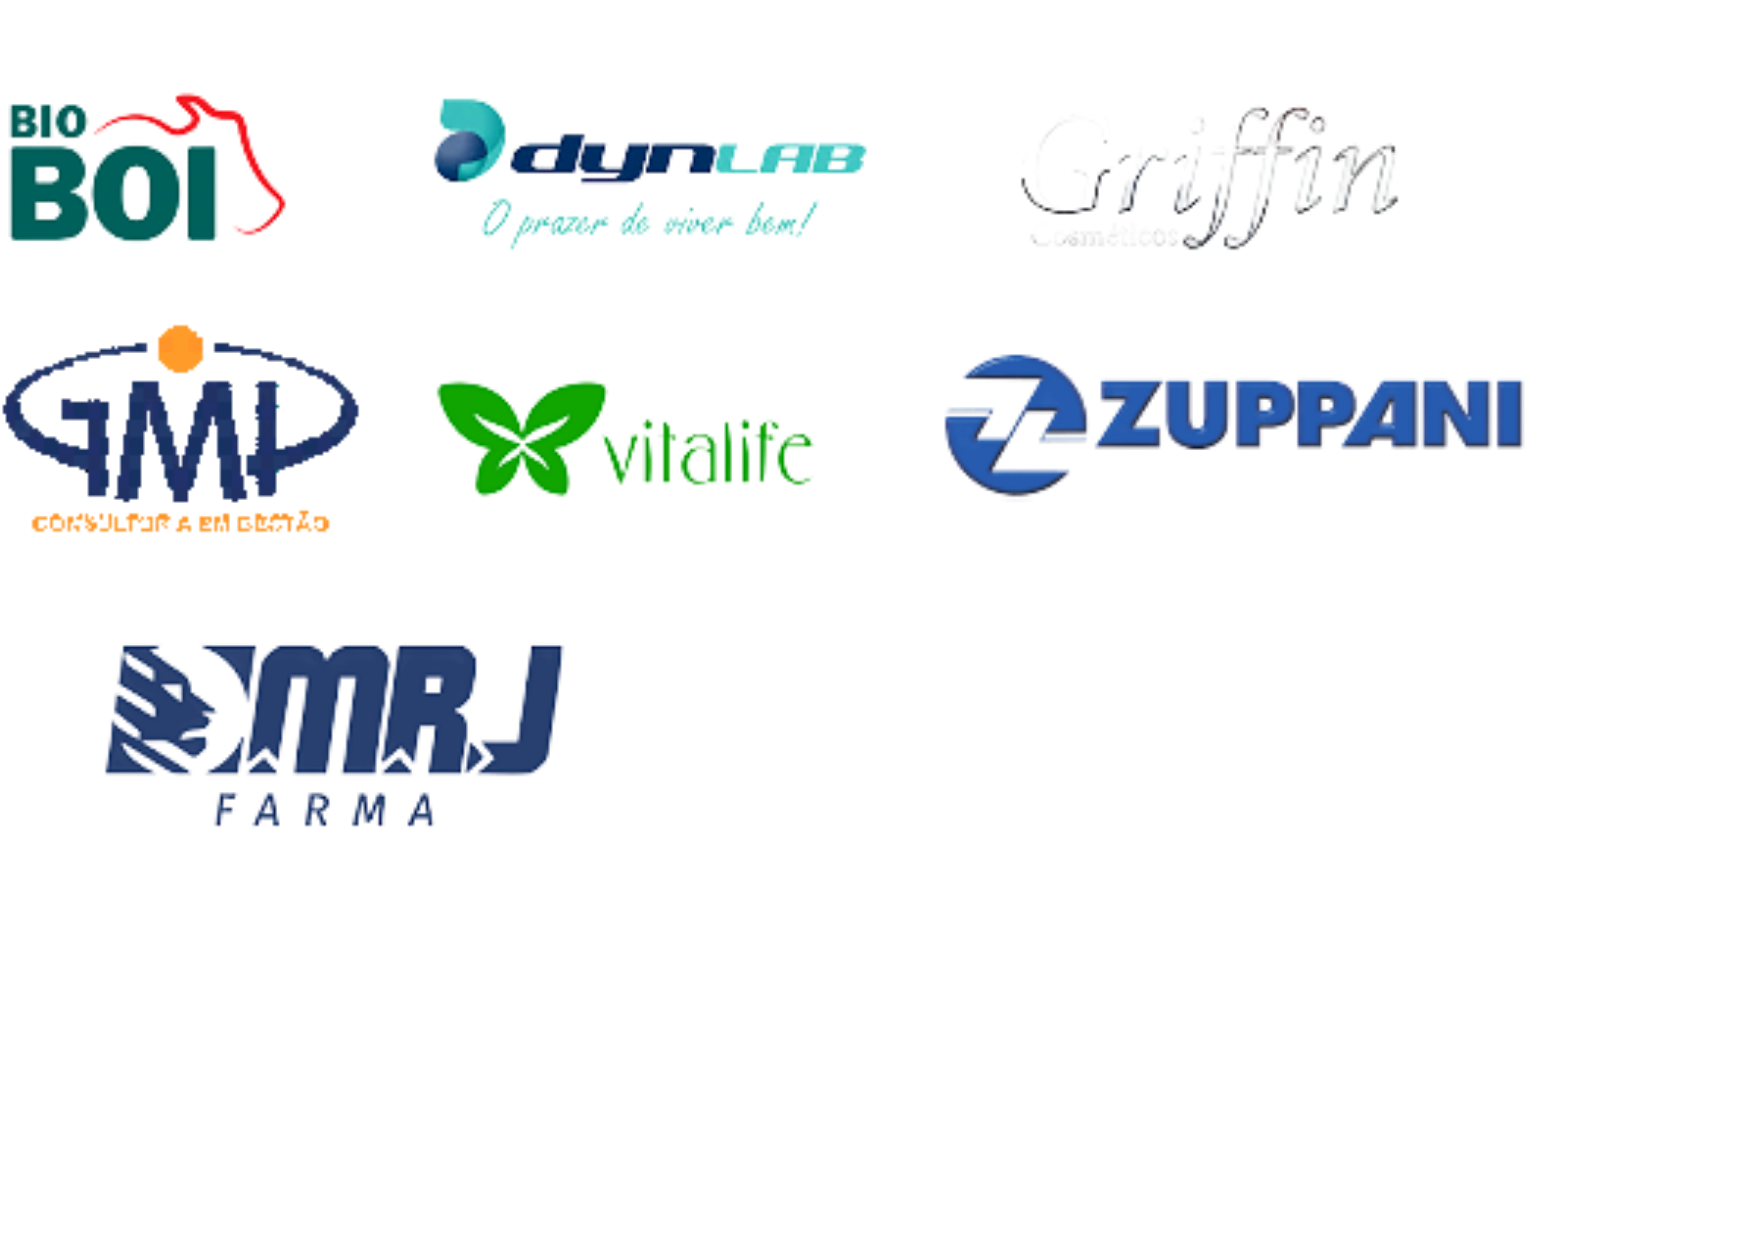 BIO
BOI
dynLAB
O prazer de viver bem!
Griffin
Cosméticos
GMP
CONSULTORIA EM GESTÃO
vitalife
ZUPPANI
MRJ
FARMA